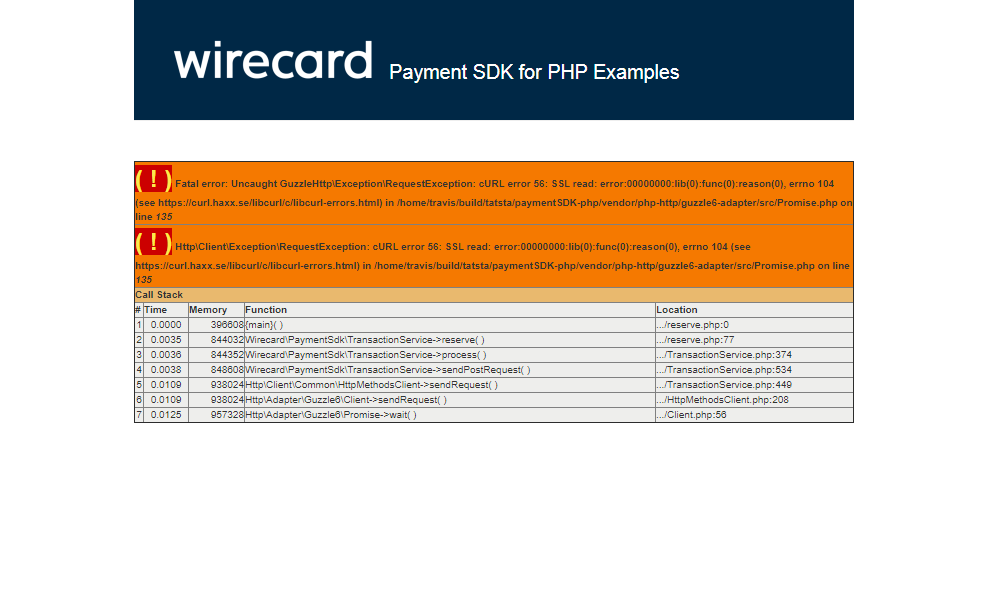 wirecard Payment SDK for PHP Examples
( ! ) Fatal error: Uncaught GuzzleHttp\Exception\RequestException: cURL error 56: SSL read: error:00000000:lib(0):func(0):reason(0), errno 104
(see https://curl.haxx.se/libcurl/c/libcurl-errors.html) in /home/travis/build/tatsta/paymentSDK-php/vendor/php-http/guzzle6-adapter/src/Promise.php on
line 135
( ! ) Http\Client\Exception\RequestException: cURL error 56: SSL read: error:00000000:lib(0):func(0):reason(0), errno 104 (see
https://curl.haxx.se/libcurl/c/libcurl-errors.html) in /home/travis/build/tatsta/paymentSDK-php/vendor/php-http/guzzle6-adapter/src/Promise.php on line
135
Call Stack
# Time Memory Function Location
1 0.0000 396608 {main}( ) .../reserve.php:0
2 0.0035 844032 Wirecard\PaymentSdk\TransactionService->reserve( ) .../reserve.php:77
3 0.0036 844352 Wirecard\PaymentSdk\TransactionService->process( ) .../TransactionService.php:374
4 0.0038 848608 Wirecard\PaymentSdk\TransactionService->sendPostRequest( ) .../TransactionService.php:534
5 0.0109 938024 Http\Client\Common\HttpMethodsClient->sendRequest( ) .../TransactionService.php:449
6 0.0109 938024 Http\Adapter\Guzzle6\Client->sendRequest( ) .../HttpMethodsClient.php:208
7 0.0125 957328 Http\Adapter\Guzzle6\Promise->wait( ) .../Client.php:56